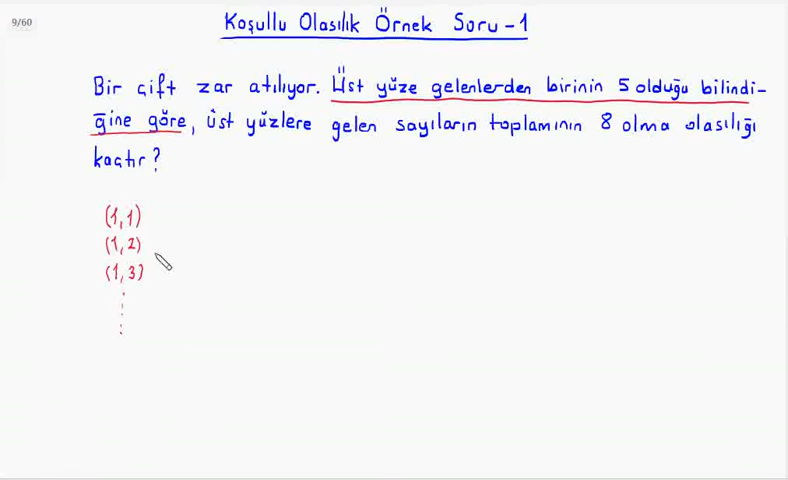 9/60
Koşullu Olasılık Örnek Soru-1
Bir çift zar atılıyor. Üst yüze gelenlerden birinin 5 olduğu bilindi-
ğine göre, üst yüzlere gelen sayıların toplamının 8 olma olasılığı
kaçtır?
(1,1)
(1,2)
(1,3)